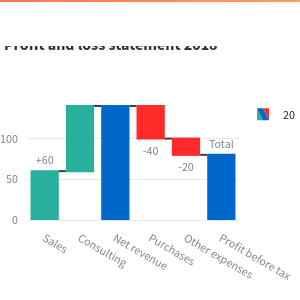 Profit and loss statement 2018
20
100
50
0
+60
-40
-20
Total
Sales
Consulting
Net revenue
Purchases
Other expenses
Profit before tax